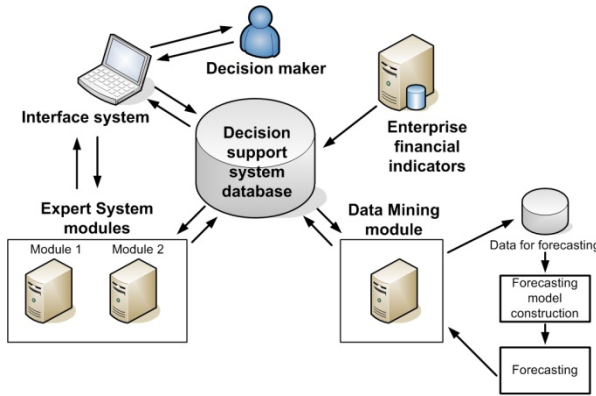 Decision maker
Interface system
Decision
support
system
database
Enterprise
financial
indicators
Expert System
modules
Module 1
Module 2
Data Mining
module
Data for forecasting
Forecasting
model
construction
Forecasting